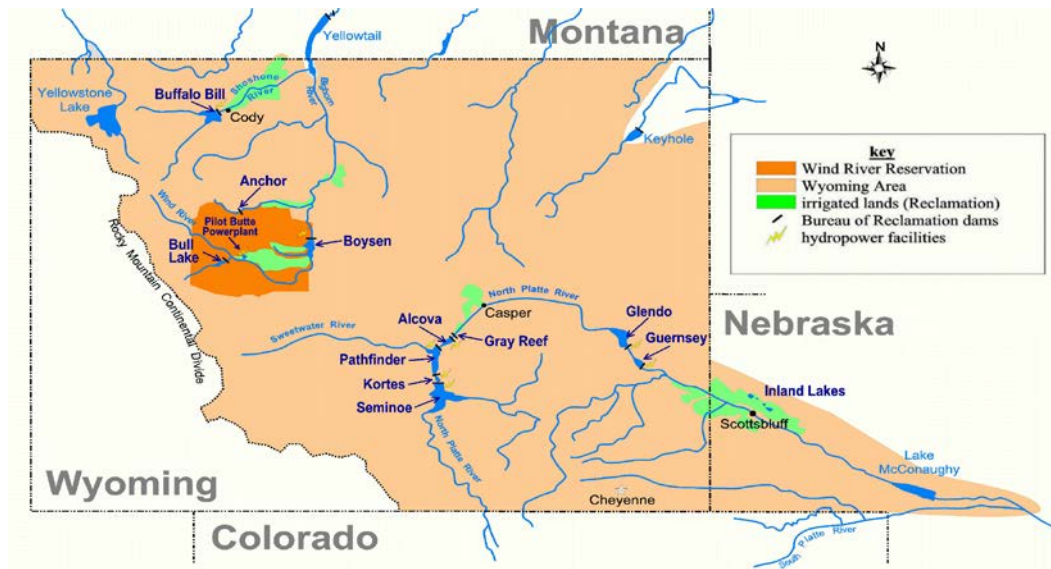 Montana
Yellowtail
N
Shoshone
River
Bighorn
River
Buffalo Bill
Cody
Yellowstone
Lake
Keyhole
key
Wind River Reservation
Wyoming Area
irrigated lands (Reclamation)
Bureau of Reclamation dams
hydropower facilities
Anchor
Wind River
Pilot Butte
Powerplant
Bull
Lake
Boysen
Rocky Mountain Continental Divide
North Platte River
Casper
Sweetwater River
Alcova
Gray Reef
Pathfinder
Kortes
Seminoe
North Platte
River
Glendo
Guernsey
Nebraska
Inland Lakes
Scottsbluff
Lake
McConaughy
Cheyenne
Wyoming
Colorado
South Platte River